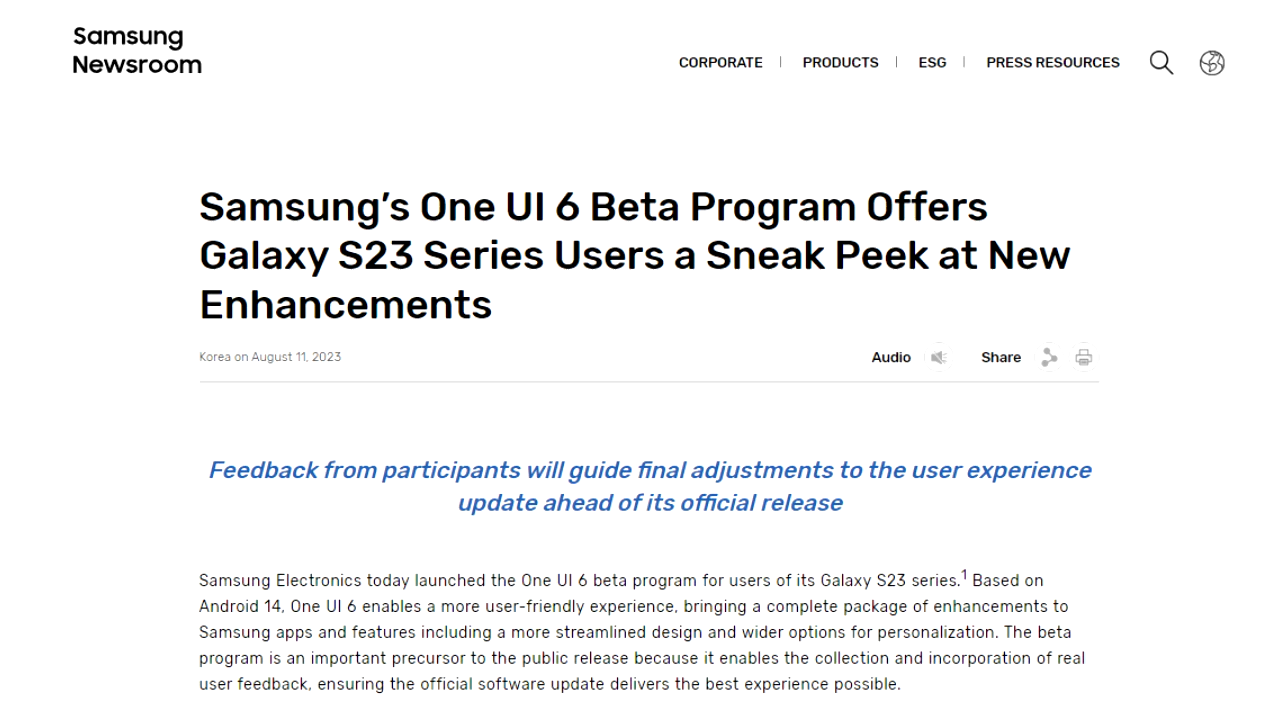 Samsung
Newsroom
CORPORATE
PRODUCTS
ESG
PRESS RESOURCES
Samsung’s One UI 6 Beta Program Offers
Galaxy S23 Series Users a Sneak Peek at New
Enhancements
Korea on August 11, 2023
Audio
Share
Feedback from participants will guide final adjustments to the user experience
update ahead of its official release
Samsung Electronics today launched the One UI 6 beta program for users of its Galaxy S23 series.1 Based on
Android 14, One UI 6 enables a more user-friendly experience, bringing a complete package of enhancements to
Samsung apps and features including a more streamlined design and wider options for personalization. The beta
program is an important precursor to the public release because it enables the collection and incorporation of real
user feedback, ensuring the official software update delivers the best experience possible.